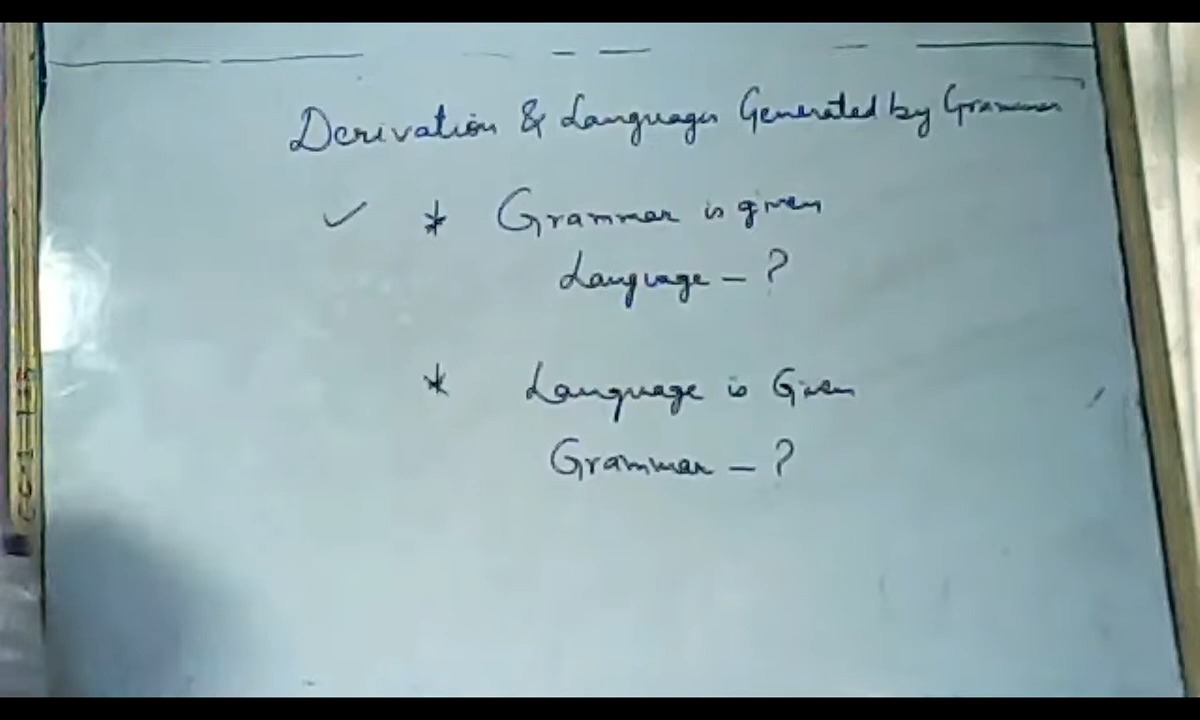 Derivation & Languages Generated by Grammar
✓ * Grammar is given
Language - ?
* Language is Given
Grammar - ?